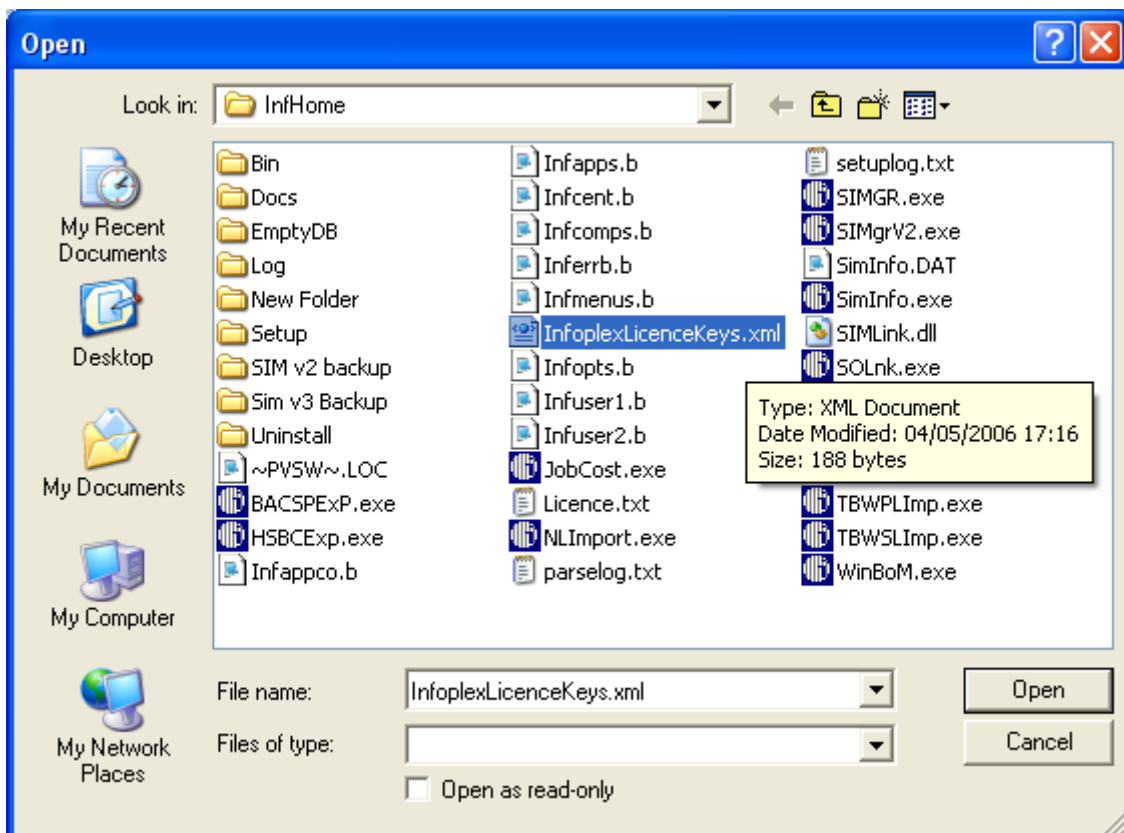 Open
Look in:
InfHome
My Recent
Documents
Desktop
My Documents
My Computer
My Network
Places
Bin
Docs
EmptyDB
Log
New Folder
Setup
SIM v2 backup
Sim v3 Backup
Uninstall
~PVSW~.LOC
BACSPExP.exe
HSBCExp.exe
Infappco.b
Infapps.b
Infcent.b
Infcomps.b
Inferrb.b
Infmenus.b
InfoplexLicenceKeys.xml
Infopts.b
Infuser1.b
Infuser2.b
JobCost.exe
Licence.txt
NLImport.exe
parselog.txt
setuplog.txt
SIMGR.exe
SIMgrV2.exe
SimInfo.DAT
SimInfo.exe
SIMLink.dll
SOLnk.exe
Type: XML Document
Date Modified: 04/05/2006 17:16
Size: 188 bytes
TBWPLImp.exe
TBWSLImp.exe
WinBoM.exe
File name:
InfoplexLicenceKeys.xml
Open
Files of type:
Cancel
Open as read-only